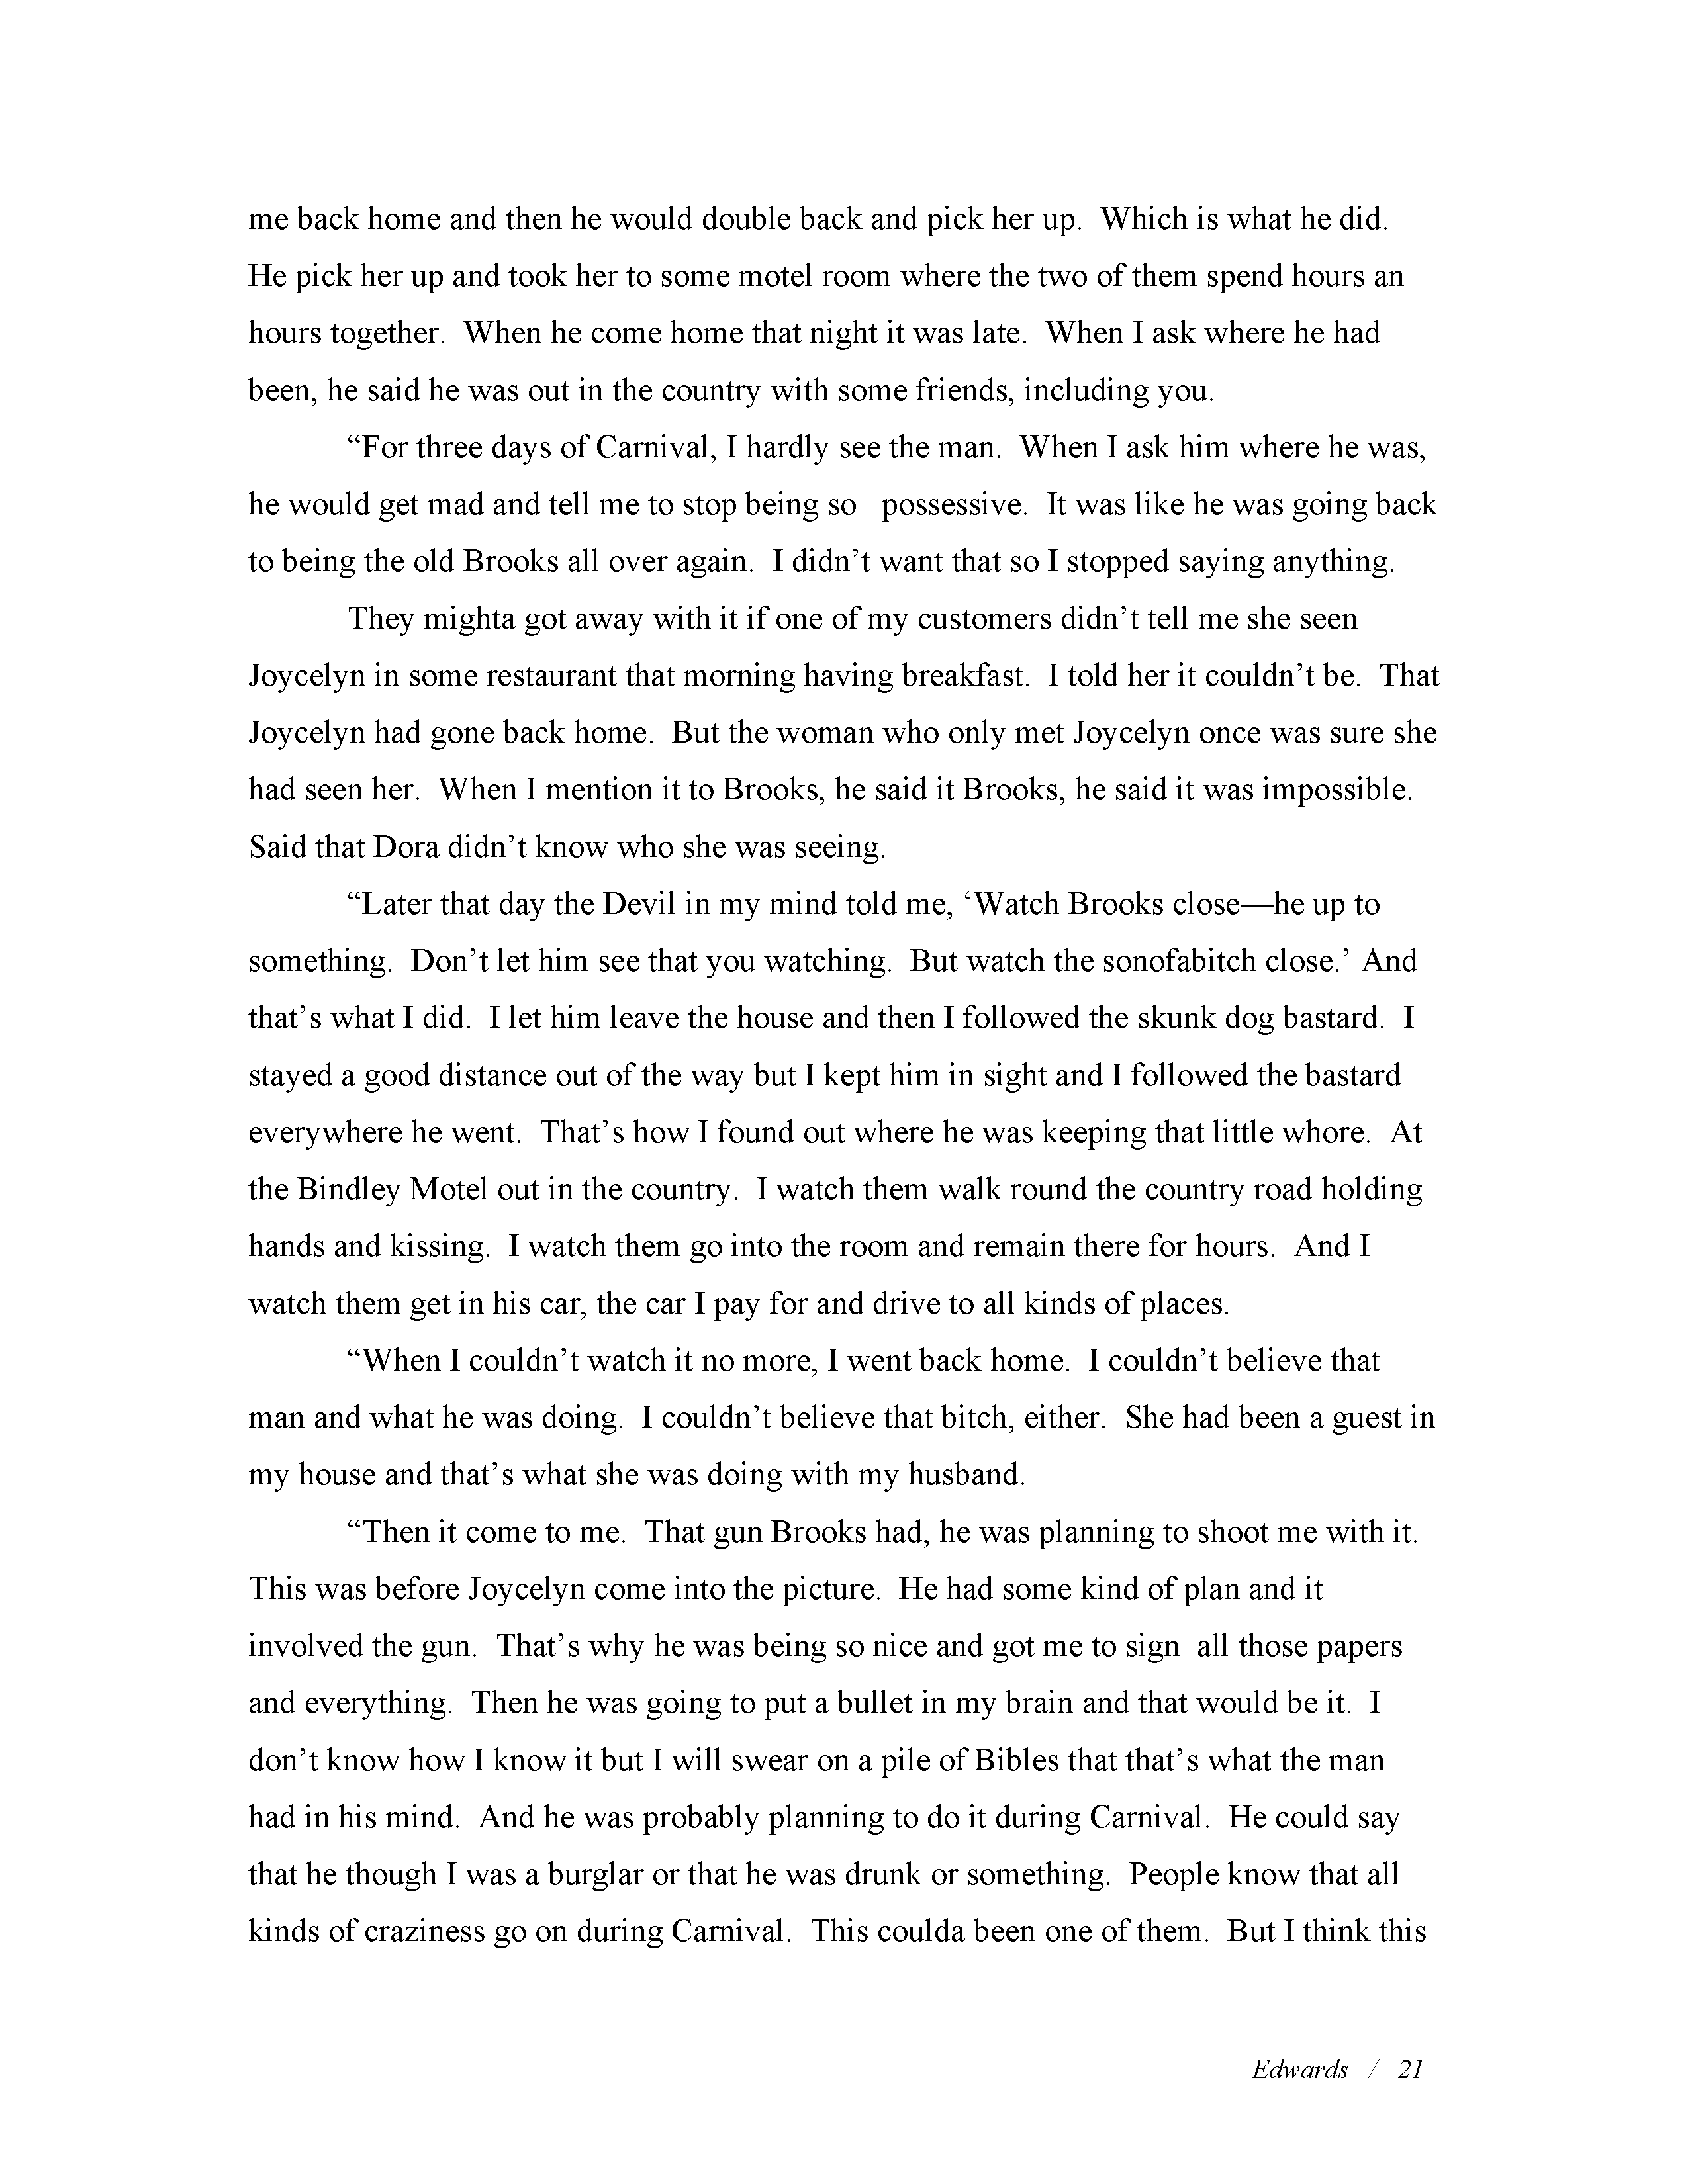 me back home and then he would double back and pick her up.  Which is what he did.
He pick her up and took her to some motel room where the two of them spend hours an
hours together.  When he come home that night it was late.  When I ask where he had
been, he said he was out in the country with some friends, including you.
“For three days of Carnival, I hardly see the man.  When I ask him where he was,
he would get mad and tell me to stop being so   possessive.  It was like he was going back
to being the old Brooks all over again.  I didn’t want that so I stopped saying anything.
They mighta got away with it if one of my customers didn’t tell me she seen
Joycelyn in some restaurant that morning having breakfast.  I told her it couldn’t be.  That
Joycelyn had gone back home.  But the woman who only met Joycelyn once was sure she
had seen her.  When I mention it to Brooks, he said it Brooks, he said it was impossible.
Said that Dora didn’t know who she was seeing.
“Later that day the Devil in my mind told me, ‘Watch Brooks close—he up to
something.  Don’t let him see that you watching.  But watch the sonofabitch close.’ And
that’s what I did.  I let him leave the house and then I followed the skunk dog bastard.  I
stayed a good distance out of the way but I kept him in sight and I followed the bastard
everywhere he went.  That’s how I found out where he was keeping that little whore.  At
the Bindley Motel out in the country.  I watch them walk round the country road holding
hands and kissing.  I watch them go into the room and remain there for hours.  And I
watch them get in his car, the car I pay for and drive to all kinds of places.
“When I couldn’t watch it no more, I went back home.  I couldn’t believe that
man and what he was doing.  I couldn’t believe that bitch, either.  She had been a guest in
my house and that’s what she was doing with my husband.
“Then it come to me.  That gun Brooks had, he was planning to shoot me with it.
This was before Joycelyn come into the picture.  He had some kind of plan and it
involved the gun.  That’s why he was being so nice and got me to sign  all those papers
and everything.  Then he was going to put a bullet in my brain and that would be it.  I
don’t know how I know it but I will swear on a pile of Bibles that that’s what the man
had in his mind.  And he was probably planning to do it during Carnival.  He could say
that he though I was a burglar or that he was drunk or something.  People know that all
kinds of craziness go on during Carnival.  This coulda been one of them.  But I think this
Edwards / 21